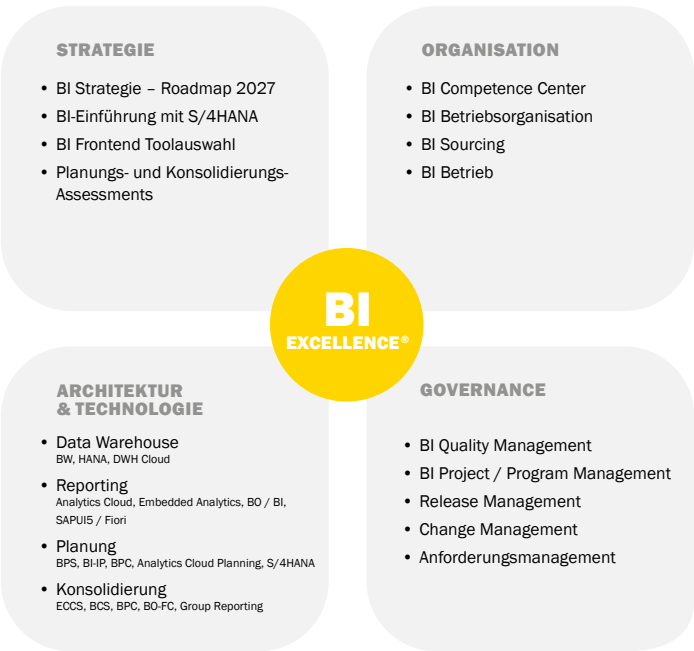 STRATEGIE
• BI Strategie – Roadmap 2027
• BI-Einführung mit S/4HANA
• BI Frontend Toolauswahl
• Planungs- und Konsolidierungs-
Assessments
ORGANISATION
• BI Competence Center
• BI Betriebsorganisation
• BI Sourcing
• BI Betrieb
BI
EXCELLENCE®
ARCHITEKTUR
& TECHNOLOGIE
• Data Warehouse
BW, HANA, DWH Cloud
• Reporting
Analytics Cloud, Embedded Analytics, BO / BI,
SAPUI5 / Fiori
• Planung
BPS, BI-IP, BPC, Analytics Cloud Planning, S/4HANA
• Konsolidierung
ECCS, BCS, BPC, BO-FC, Group Reporting
GOVERNANCE
• BI Quality Management
• BI Project / Program Management
• Release Management
• Change Management
• Anforderungsmanagement